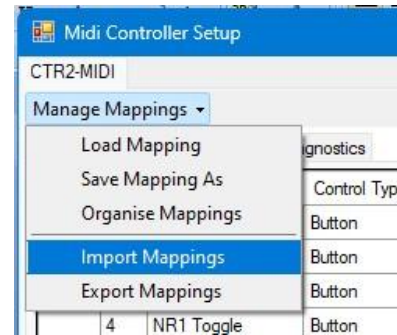 Midi Controller Setup
CTR2-MIDI
Manage Mappings
Load Mapping
Save Mapping As
Organise Mappings
Import Mappings
Export Mappings
Control Typ
Button
Button
Button
4 NR1 Toggle Button